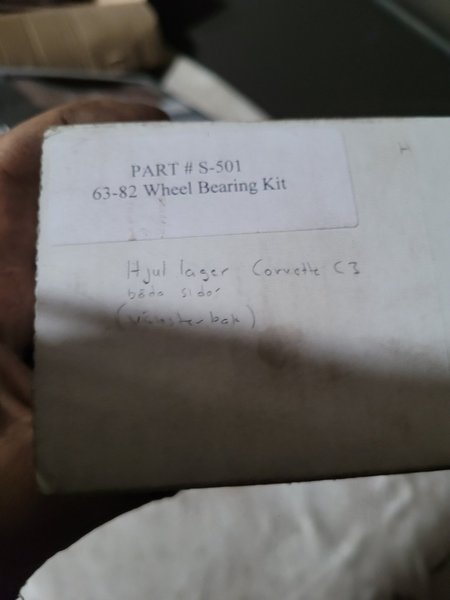 PART # S-501
63-82 Wheel Bearing Kit
H
Hjul lager Corvette C3
båda sidor
bak)